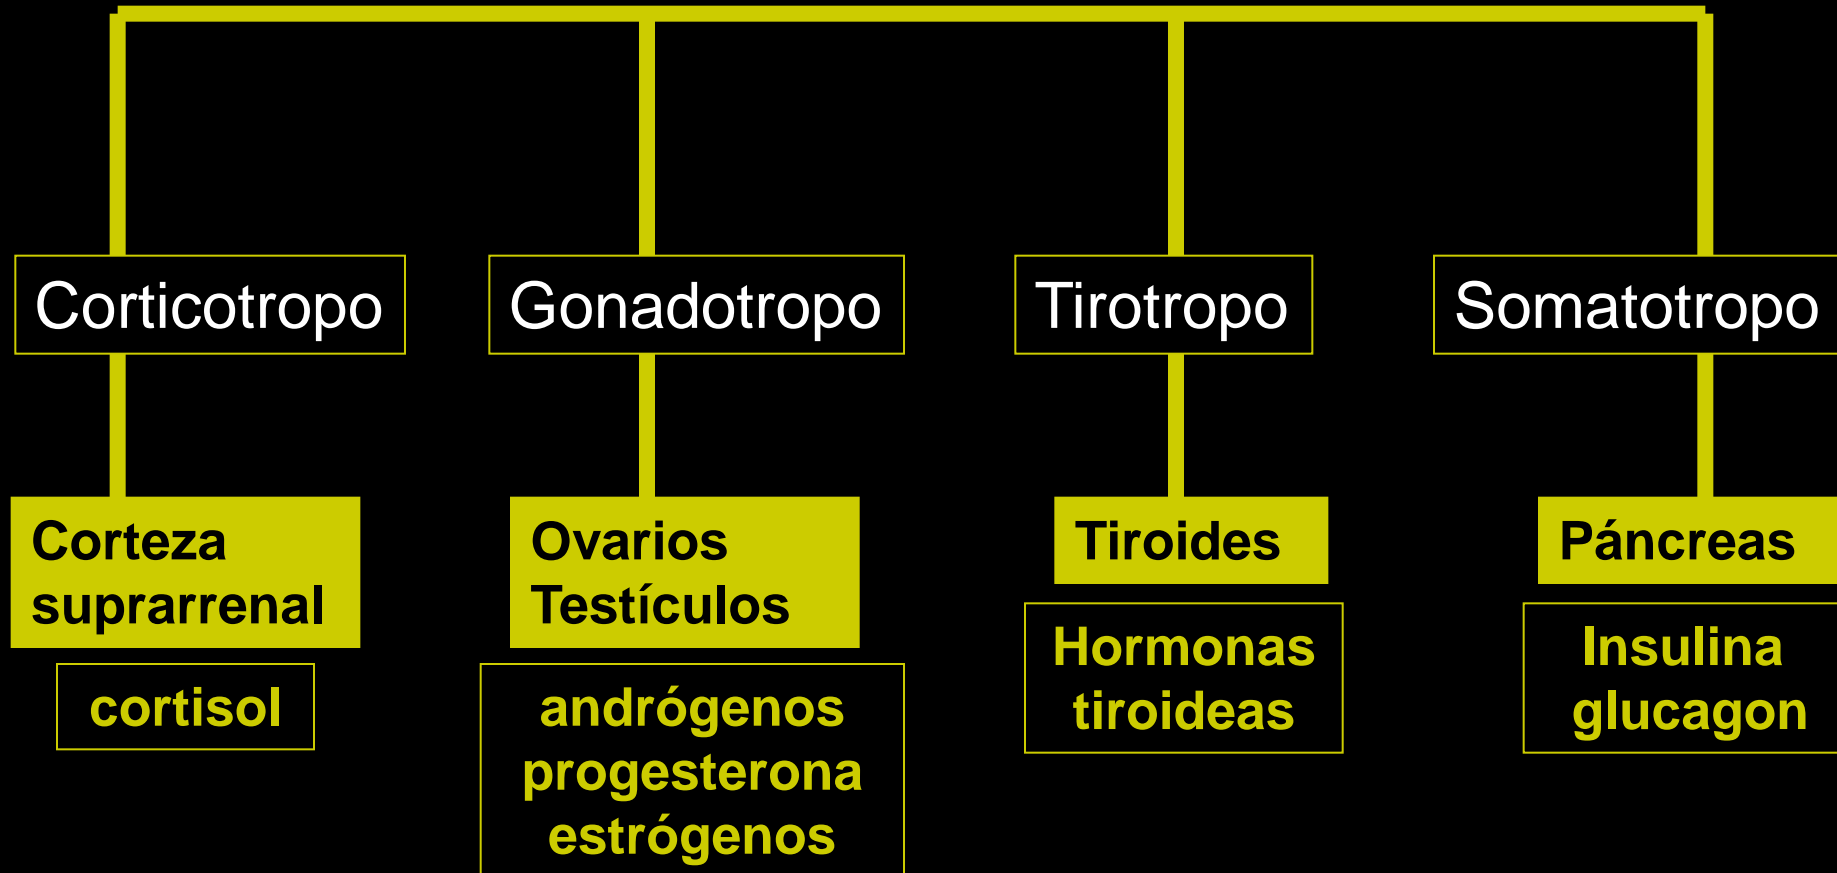 Corticotropo
Gonadotropo
Tirotropo
Somatotropo
Corteza
suprarrenal
cortisol
Ovarios
Testículos
andrógenos
progesterona
estrógenos
Tiroides
Hormonas
tiroideas
Páncreas
Insulina
glucagon